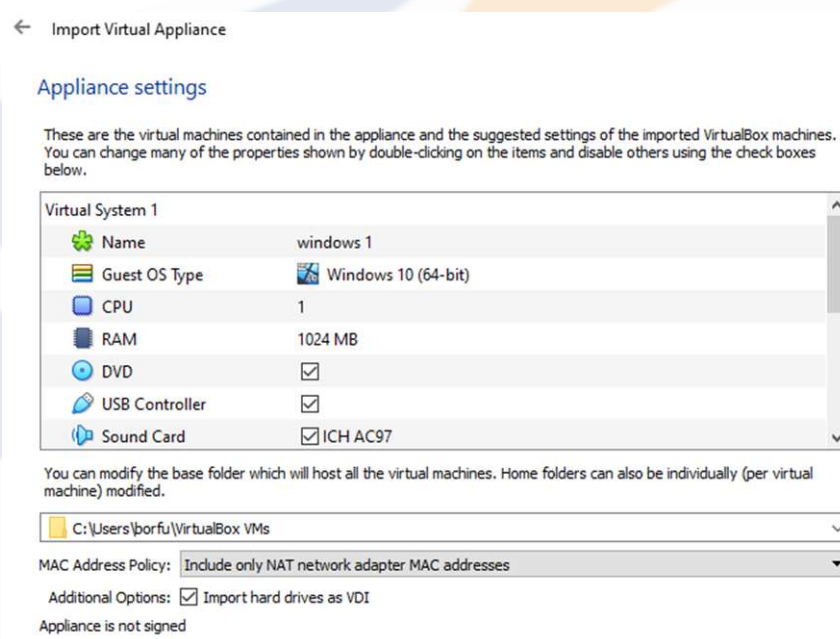 Import Virtual Appliance
Appliance settings
These are the virtual machines contained in the appliance and the suggested settings of the imported VirtualBox machines.
You can change many of the properties shown by double-clicking on the items and disable others using the check boxes
below.
Virtual System 1
Name windows 1
Guest OS Type Windows 10 (64-bit)
CPU 1
RAM 1024 MB
DVD
USB Controller
Sound Card ICH AC97
You can modify the base folder which will host all the virtual machines. Home folders can also be individually (per virtual
machine) modified.
C:\Users\borfu\VirtualBox VMs
MAC Address Policy: Include only NAT network adapter MAC addresses
Additional Options: Import hard drives as VDI
Appliance is not signed